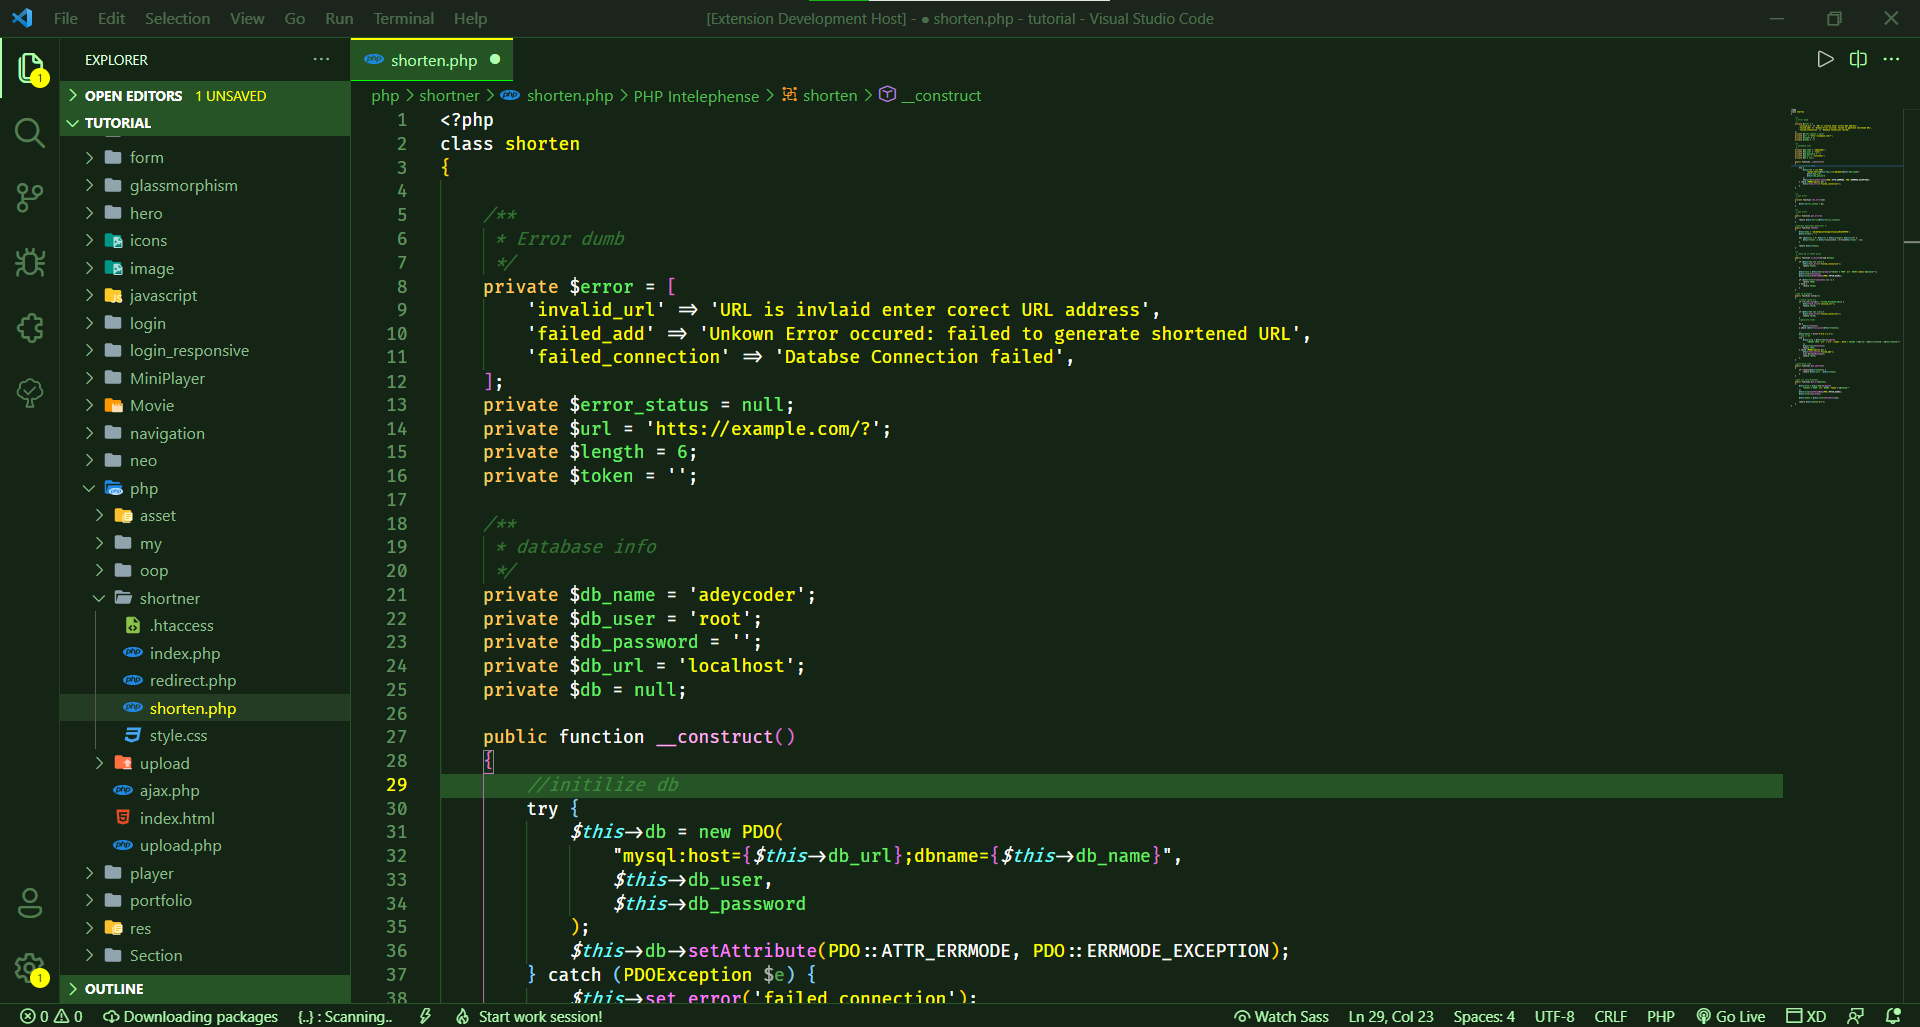 File Edit Selection View Go Run Terminal Help
[Extension Development Host] - ● shorten.php - tutorial - Visual Studio Code
EXPLORER
OPEN EDITORS 1 UNSAVED
TUTORIAL
form
glassmorphism
hero
icons
image
javascript
login
login_responsive
MiniPlayer
Movie
navigation
neo
php
asset
my
oop
shortner
.htaccess
index.php
redirect.php
shorten.php
style.css
upload
ajax.php
index.html
upload.php
player
portfolio
res
Section
OUTLINE
1
1
shorten.php
php > shortner > shorten.php > PHP Intelephense > shorten > __construct
1 <?php
2 class shorten
3 {
4
5 /**
6 * Error dumb
7 */
8 private $error = [
9 'invalid_url' => 'URL is invlaid enter corect URL address',
10 'failed_add' => 'Unkown Error occured: failed to generate shortened URL',
11 'failed_connection' => 'Databse Connection failed',
12 ];
13 private $error_status = null;
14 private $url = 'htts://example.com/?';
15 private $length = 6;
16 private $token = '';
17
18 /**
19 * database info
20 */
21 private $db_name = 'adeycoder';
22 private $db_user = 'root';
23 private $db_password = '';
24 private $db_url = 'localhost';
25 private $db = null;
26
27 public function __construct()
28 {
29 //initilize db
30 try {
31 $this->db = new PDO(
32 "mysql:host={$this->db_url};dbname={$this->db_name}",
33 $this->db_user,
34 $this->db_password
35 );
36 $this->db->setAttribute(PDO::ATTR_ERRMODE, PDO::ERRMODE_EXCEPTION);
37 } catch (PDOException $e) {
38 $this->set_error('failed_connection');
0 0 Downloading packages {..} : Scanning.. Start work session!
Watch Sass Ln 29, Col 23 Spaces: 4 UTF-8 CRLF PHP Go Live XD